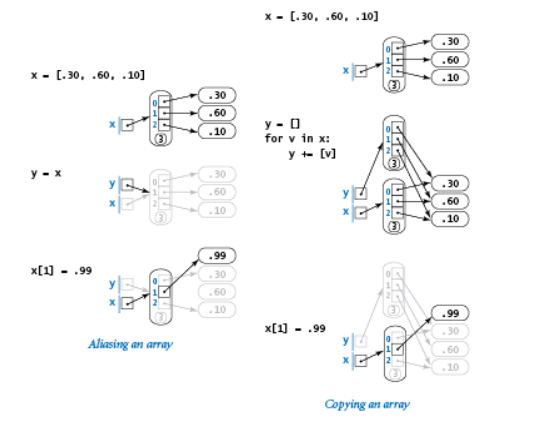 x = [.30, .60, .10]
0 .30
x 1 .60
2 .10
3
y = x
y 0 .30
x 1 .60
2 .10
3
.99
x[1] = .99
y 0 .30
x 1 .60
2 .10
3
Aliasing an array
x = [.30, .60, .10]
0 .30
x 1 .60
2 .10
3
y = []
for v in x:
y += [v]
0
1
2
3
y 0 .30
x 1 .60
2 .10
3
0
1
2
3
x[1] = .99
.99
y 0 .30
x 1 .60
2 .10
3
Copying an array